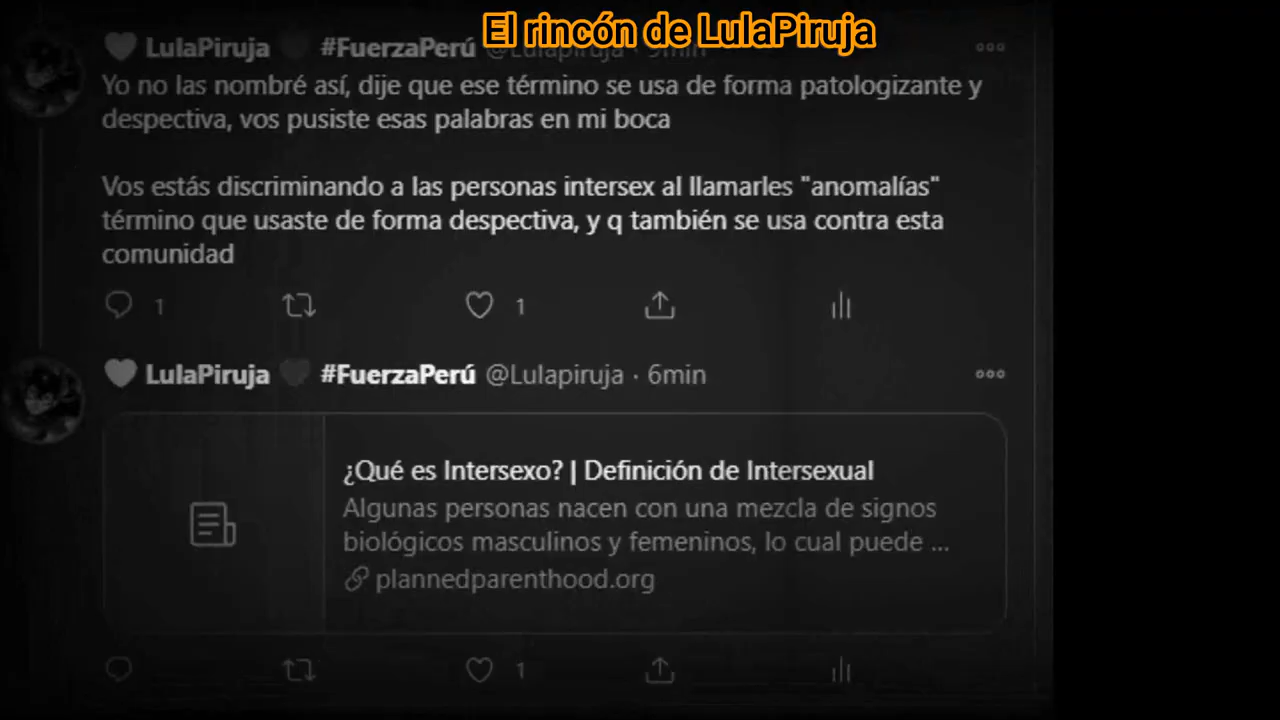 El rincón de LulaPiruja
LulaPiruja #FuerzaPerú @Lulapiruja · 9min
Yo no las nombré así, dije que ese término se usa de forma patologizante y
despectiva, vos pusiste esas palabras en mi boca
Vos estás discriminando a las personas intersex al llamarles "anomalías"
término que usaste de forma despectiva, y q también se usa contra esta
comunidad
1 1
LulaPiruja #FuerzaPerú @Lulapiruja · 6min
¿Qué es Intersexo? | Definición de Intersexual
Algunas personas nacen con una mezcla de signos
biológicos masculinos y femeninos, lo cual puede ...
plannedparenthood.org
1